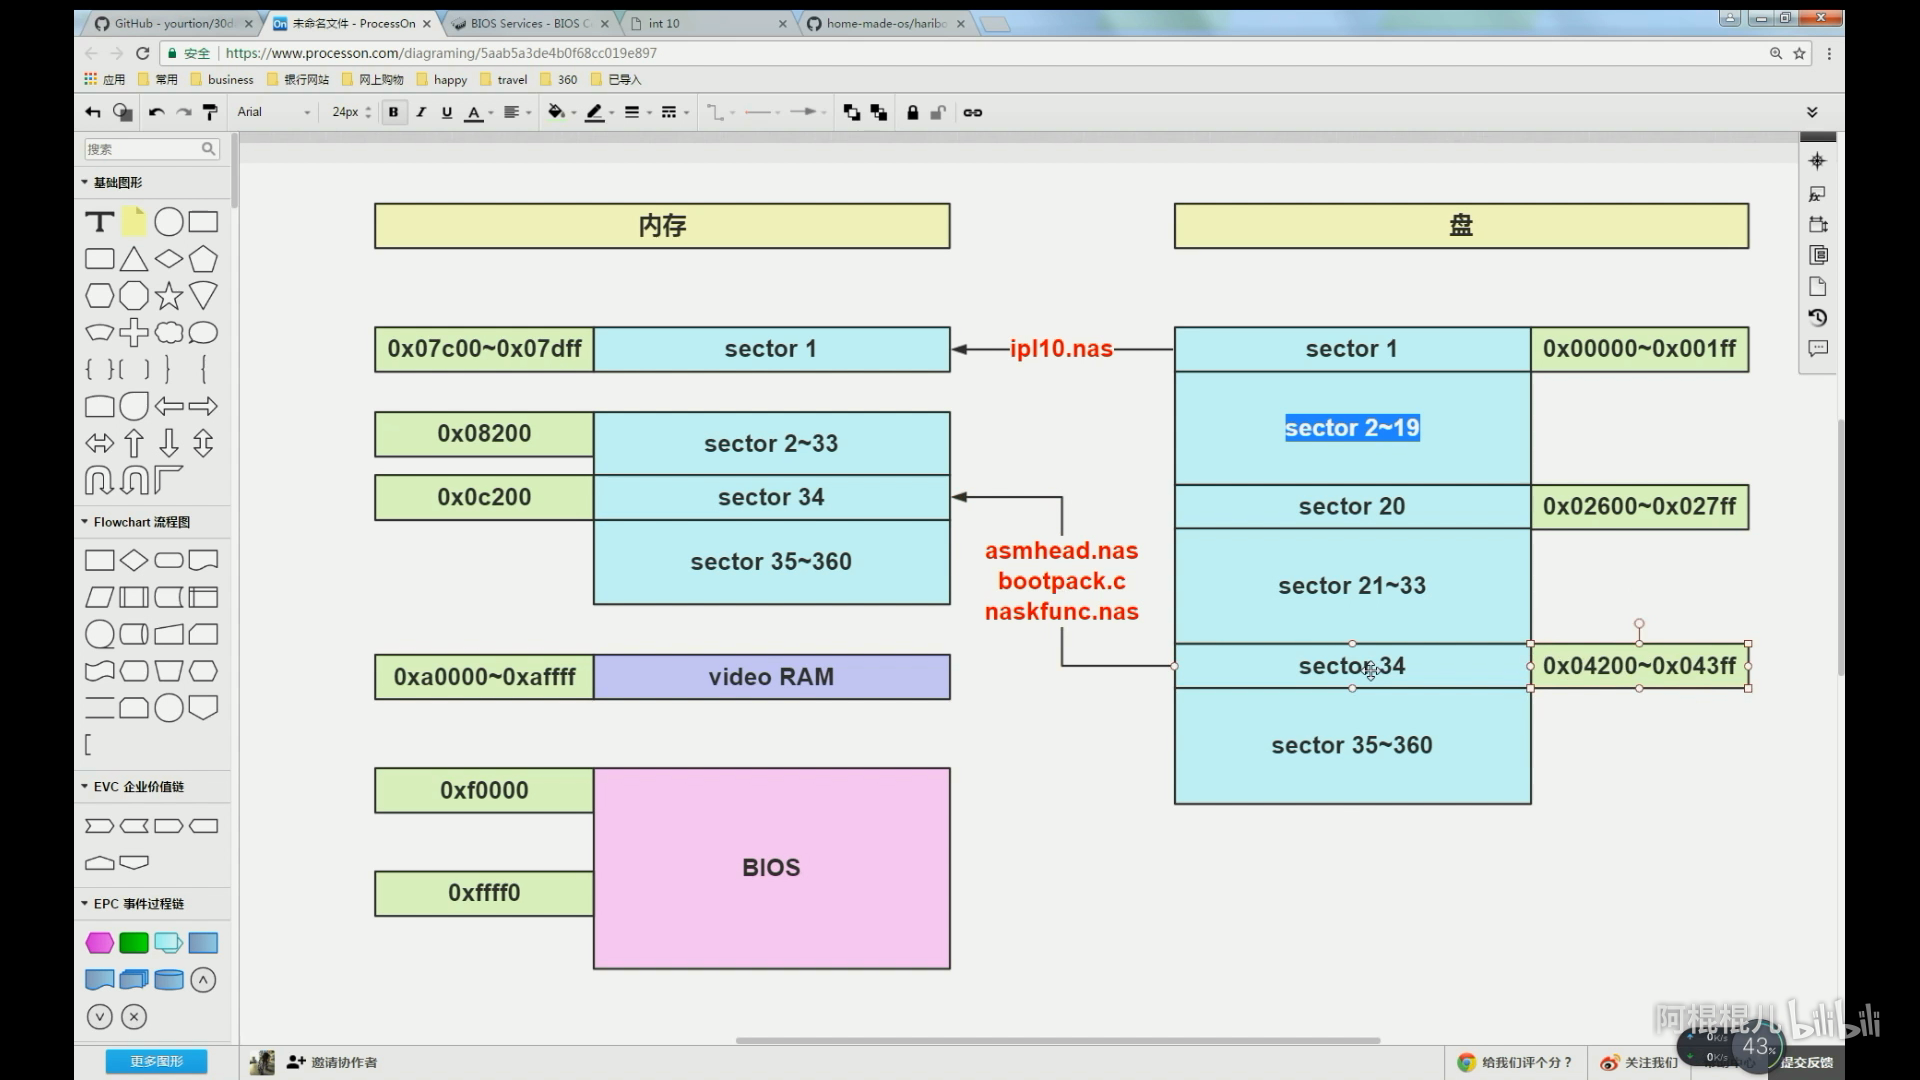 GitHub - yourtion/30d
未命名文件 - ProcessOn
BIOS Services - BIOS C
int 10
home-made-os/haribo
安全
https://www.processon.com/diagraming/5aab5a3de4b0f68cc019e897
应用
常用
business
银行网站
网上购物
happy
travel
360
已导入
Arial
24px
B
I
U
A
搜索
基础图形
T
Flowchart 流程图
EVC 企业价值链
EPC 事件过程链
更多图形
内存
盘
0x07c00~0x07dff
sector 1
ipl10.nas
sector 1
0x00000~0x001ff
0x08200
sector 2~33
sector 2~19
0x0c200
sector 34
sector 20
0x02600~0x027ff
sector 35~360
asmhead.nas
bootpack.c
naskfunc.nas
sector 21~33
0xa0000~0xaffff
video RAM
sector 34
0x04200~0x043ff
sector 35~360
0xf0000
BIOS
0xffff0
阿棍棍儿 bilibili
0K/s
0K/s
43%
邀请协作者
给我们评个分？
关注我们
提交反馈